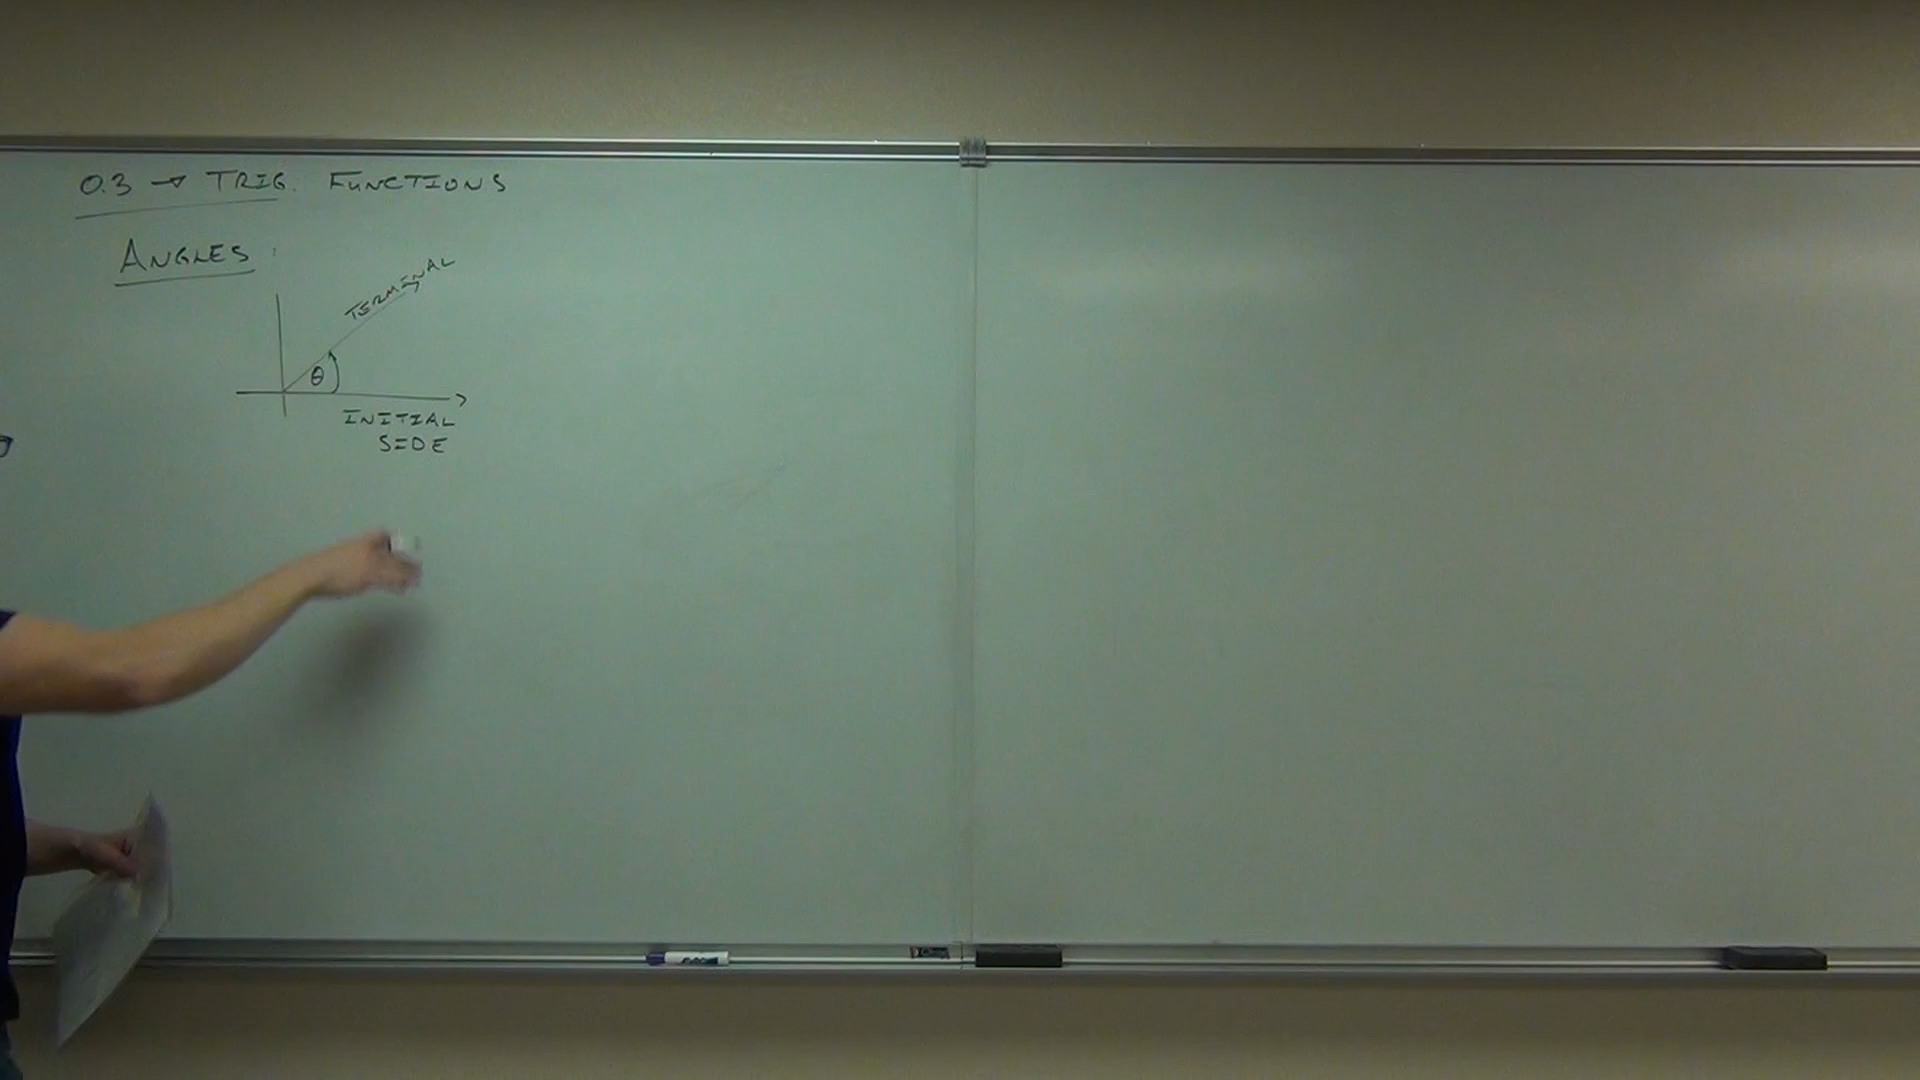 0.3 → TRIG. FUNCTIONS
ANGLES:
TERMINAL
θ
INITIAL
SIDE